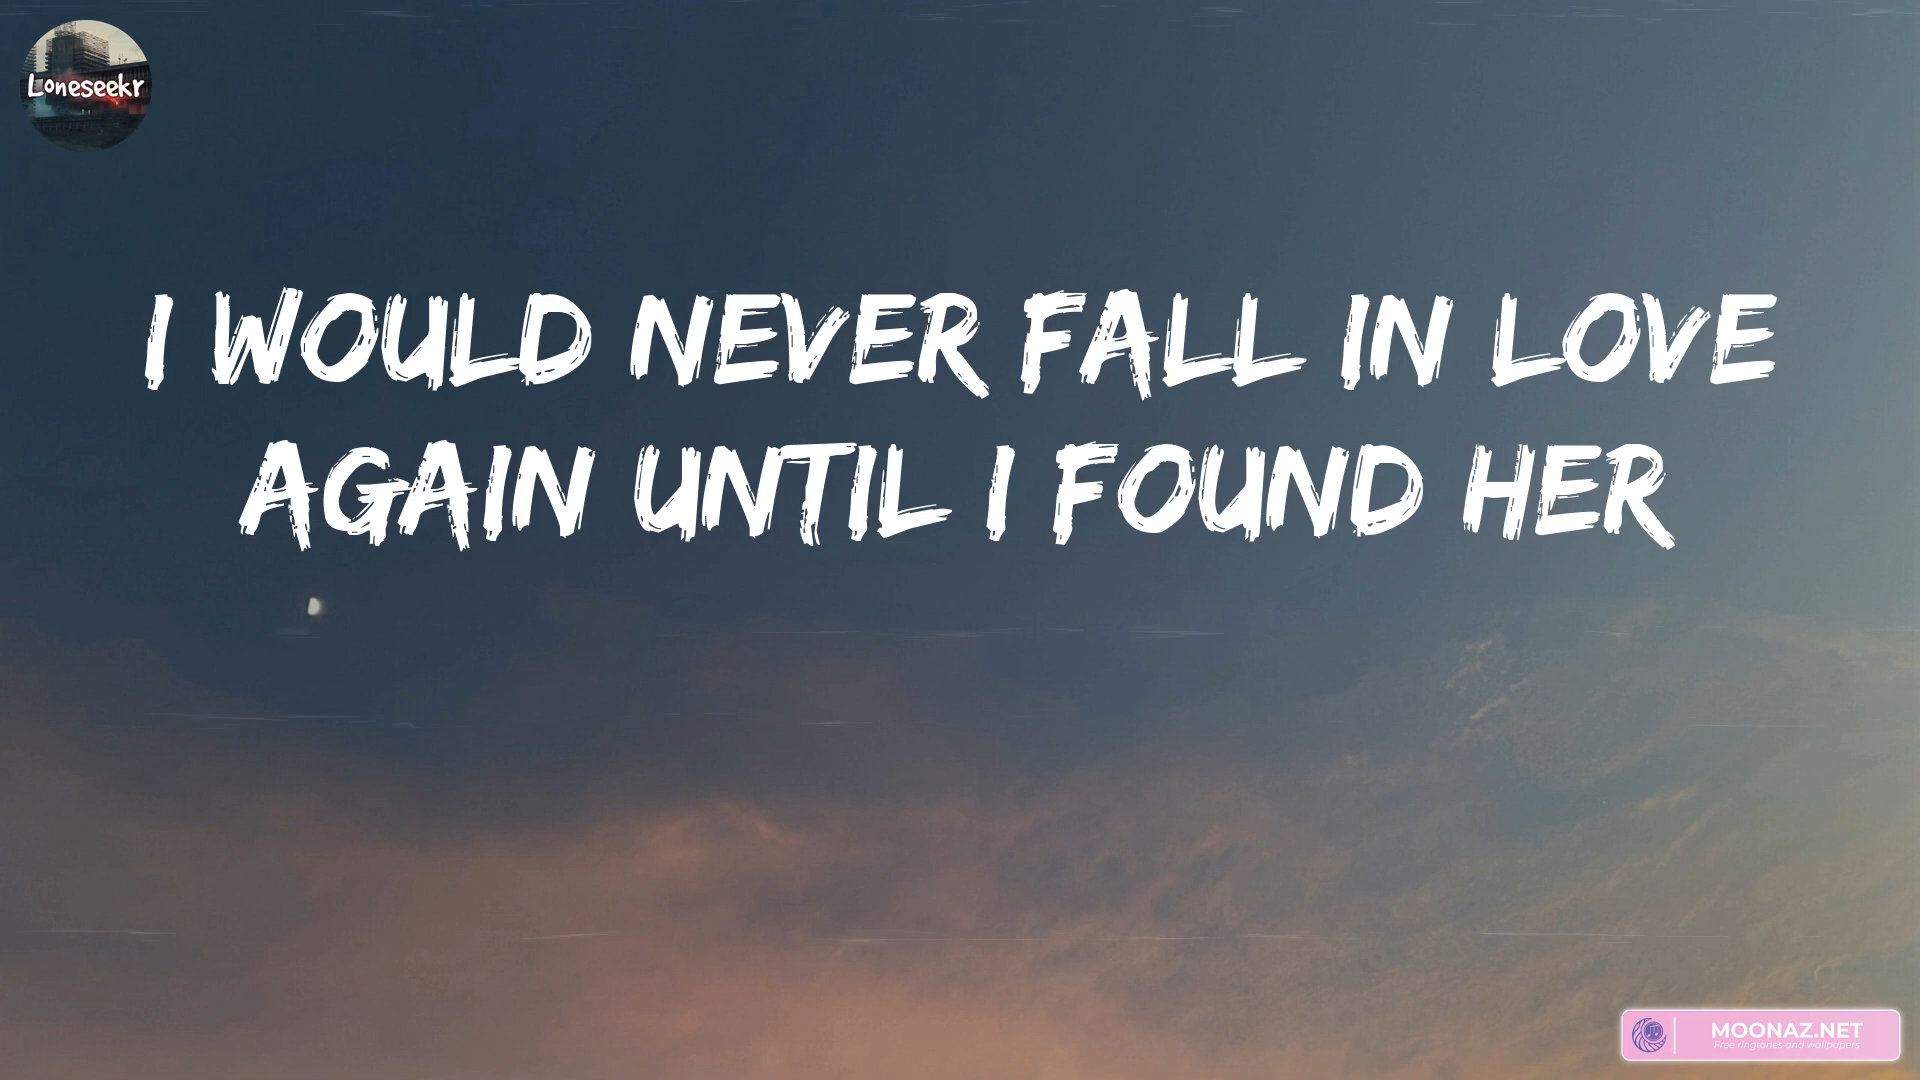 Loneseekr
I WOULD NEVER FALL IN LOVE
AGAIN UNTIL I FOUND HER
MOONAZ.NET
Free ringtones and wallpapers